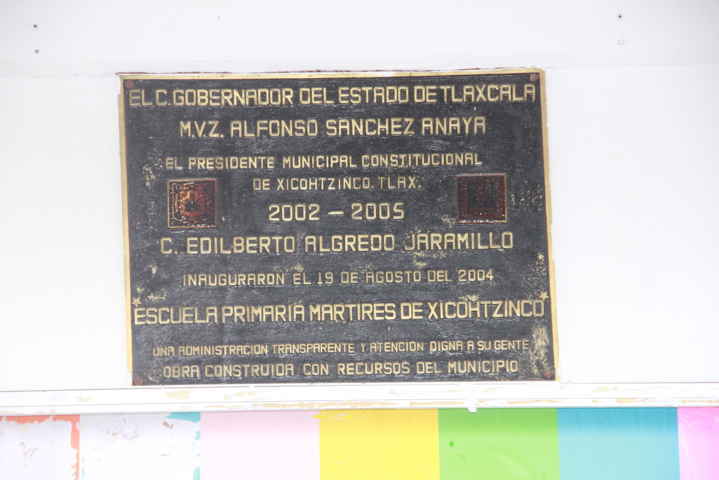 EL C. GOBERNADOR DEL ESTADO DE TLAXCALA
M.V.Z. ALFONSO SANCHEZ ANAYA
EL PRESIDENTE MUNICIPAL CONSTITUCIONAL
DE XICOHTZINCO. TLAX.
2002 – 2005
C. EDILBERTO ALGREDO JARAMILLO
INAUGURARON EL 19 DE AGOSTO DEL 2004
ESCUELA PRIMARIA MARTIRES DE XICOHTZINCO
UNA ADMINISTRACION TRANSPARENTE Y ATENCION DIGNA A SU GENTE
OBRA CONSTRUIDA CON RECURSOS DEL MUNICIPIO